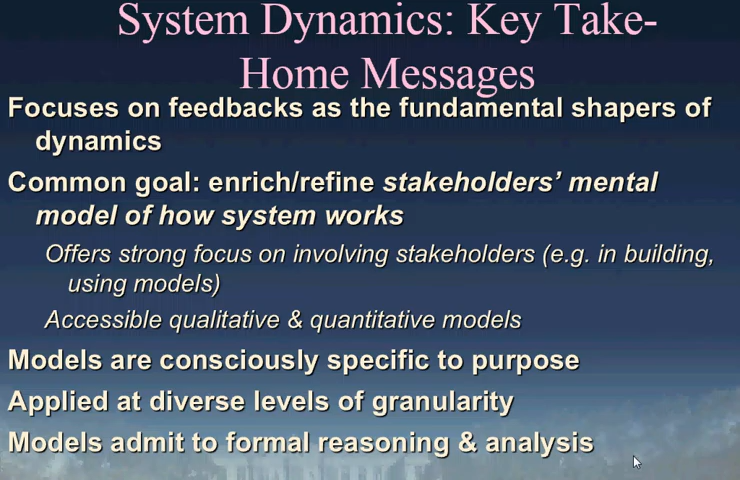 System Dynamics: Key Take-
Home Messages
Focuses on feedbacks as the fundamental shapers of
dynamics
Common goal: enrich/refine stakeholders’ mental
model of how system works
Offers strong focus on involving stakeholders (e.g. in building,
using models)
Accessible qualitative & quantitative models
Models are consciously specific to purpose
Applied at diverse levels of granularity
Models admit to formal reasoning & analysis